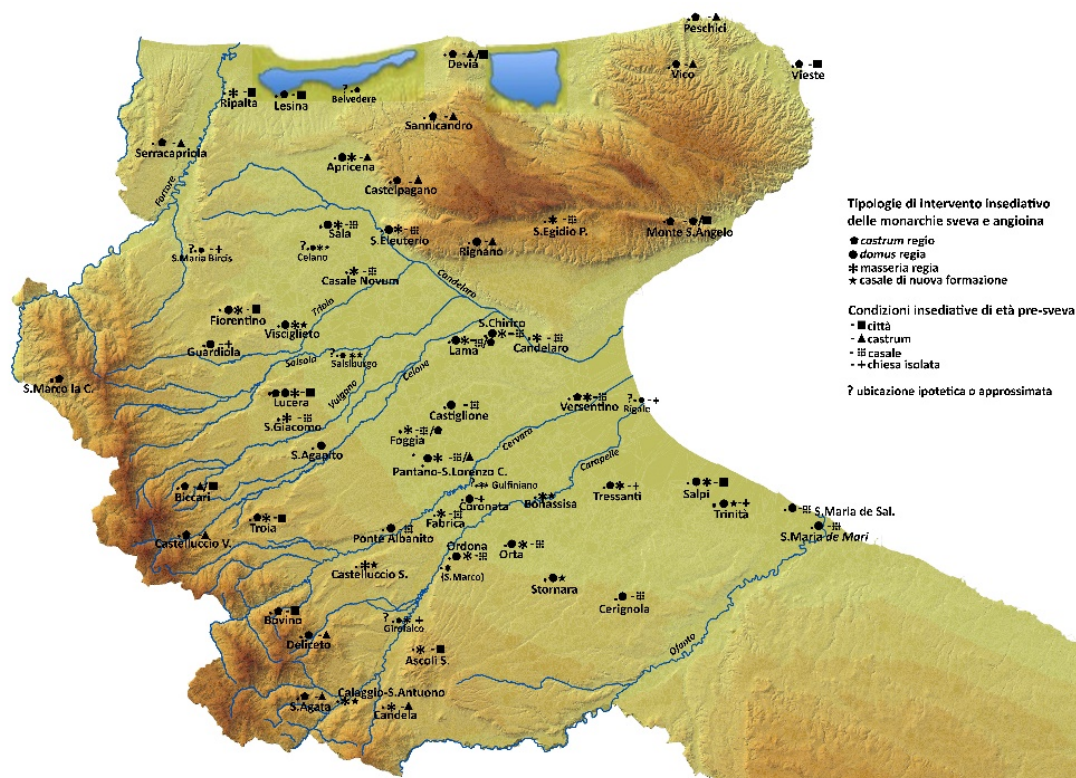 Peschici
Devia
Vico
Vieste
Ripalta
Lesina
? Belvedere
Sannicandro
Serracapriola
Apricena
Castelpagano
Fortore
Sala
S.Eleuterio
S.Egidio P.
Monte S.Angelo
Rignano
? S.Maria Bircis
? Celano
Casale Novum
Candelaro
Triolo
Fiorentino
Visciglieto
S.Chirico
Lama
Candelaro
Guardiola
Salsola
? Salsiburgo
Vulgano
Celone
S.Marco la C.
Lucera
S.Giacomo
Castiglione
Versentino
? Rigale
Foggia
Cervaro
S.Agapito
Pantano-S.Lorenzo C.
Carapelle
? Gulfiniano
Biccari
Coronata
Bonassisa
Tressanti
Salpi
Trinità
S.Maria de Sal.
S.Maria de Mari
Troia
Fabrica
Castelluccio V.
Ponte Albanito
Ordona
Orta
(S.Marco)
Castelluccio S.
Stornara
Cerignola
Bovino
? Girofalco
Deliceto
Ascoli S.
Ofanto
Calaggio-S.Antuono
S.Agata
Candela
Tipologie di intervento insediativo
delle monarchie sveva e angioina
castrum regio
domus regia
masseria regia
casale di nuova formazione
Condizioni insediative di età pre-sveva
- città
- castrum
- casale
- chiesa isolata
? ubicazione ipotetica o approssimata